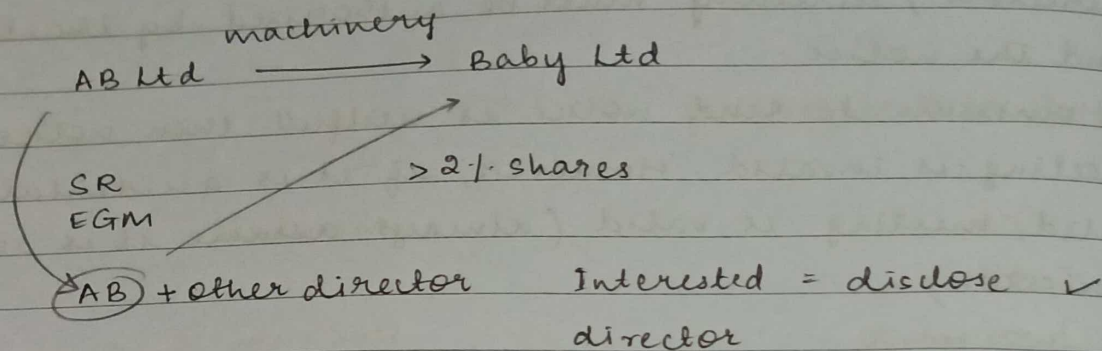 machinery
AB Ltd → Baby Ltd
SR >2% shares
EGM
AB + other director Interested = disclose ✓
director